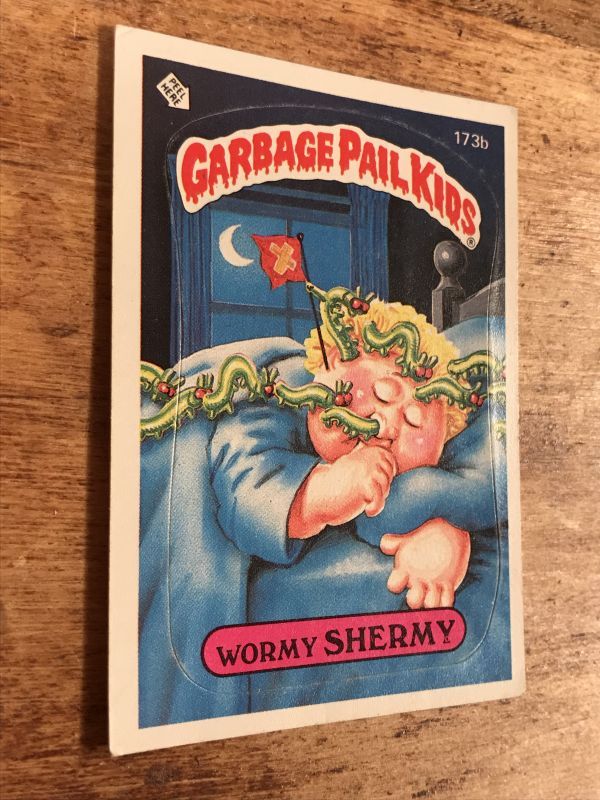 PEEL
HERE
173b
GARBAGE PAIL KIDS®
WORMY SHERMY